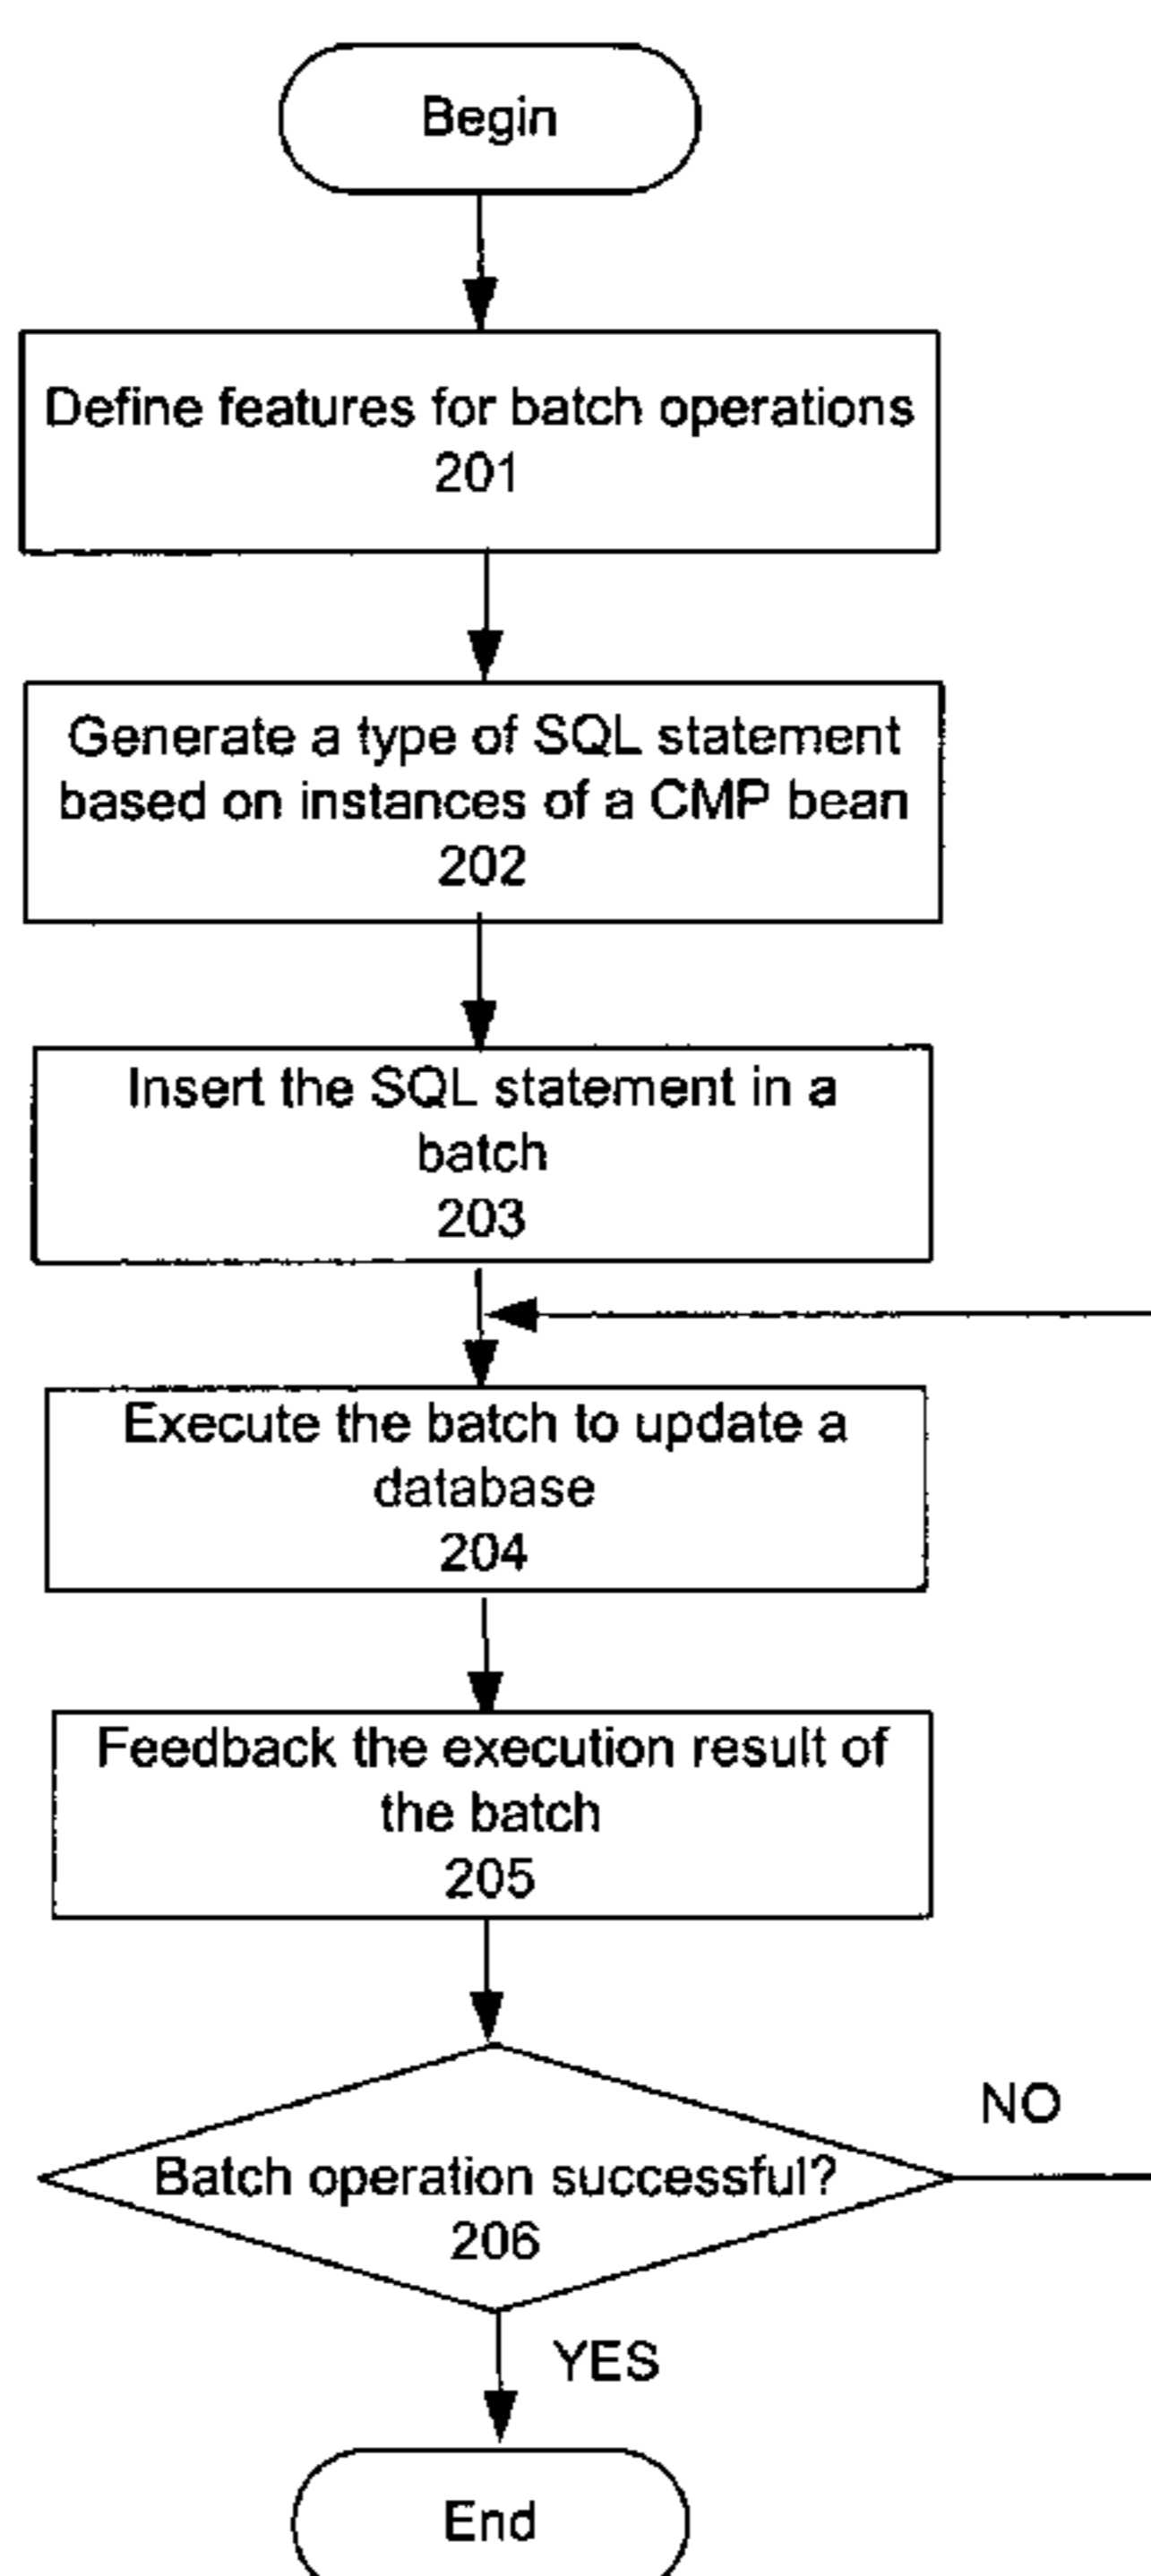 Begin
Define features for batch operations
201
Generate a type of SQL statement
based on instances of a CMP bean
202
Insert the SQL statement in a
batch
203
Execute the batch to update a
database
204
Feedback the execution result of
the batch
205
NO
Batch operation successful?
206
YES
End